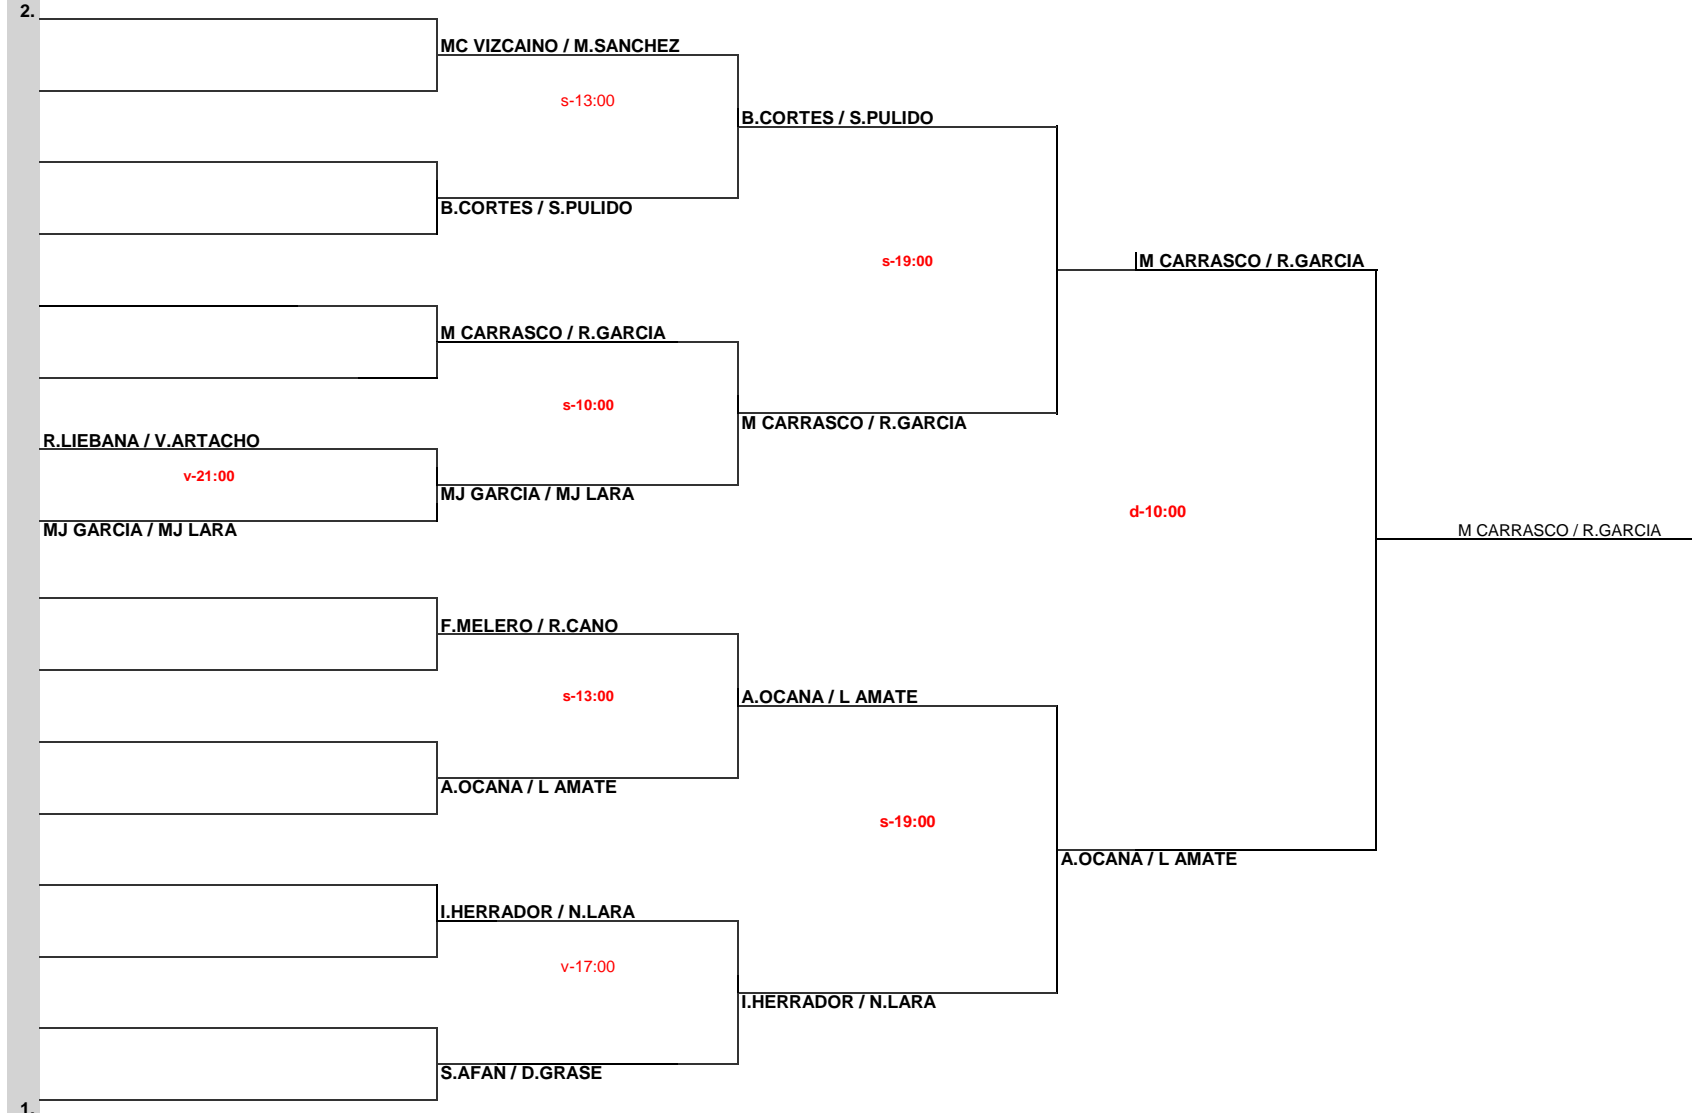 2.
MC VIZCAINO / M.SANCHEZ
s-13:00
B.CORTES / S.PULIDO
B.CORTES / S.PULIDO
s-19:00
M CARRASCO / R.GARCIA
M CARRASCO / R.GARCIA
s-10:00
M CARRASCO / R.GARCIA
R.LIEBANA / V.ARTACHO
v-21:00
MJ GARCIA / MJ LARA
d-10:00
MJ GARCIA / MJ LARA
M CARRASCO / R.GARCIA
F.MELERO / R.CANO
s-13:00
A.OCANA / L AMATE
A.OCANA / L AMATE
s-19:00
A.OCANA / L AMATE
I.HERRADOR / N.LARA
v-17:00
I.HERRADOR / N.LARA
S.AFAN / D.GRASE
1.